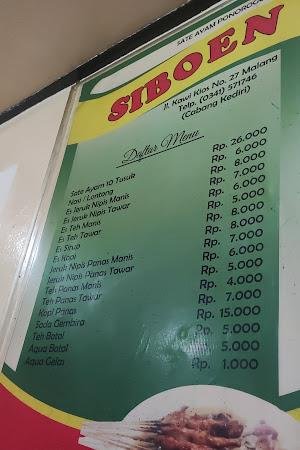 SATE AYAM PONOROGO
SIBOEN
Jl. Kawi Kios No. 27 Malang
Telp. (0341) 571746
(Cabang Kediri)
Daftar Menu
Sate Ayam 10 Tusuk Rp. 26.000
Nasi / Lontong Rp. 6.000
Es Jeruk Nipis Manis Rp. 8.000
Es Jeruk Nipis Tawar Rp. 7.000
Es Teh Manis Rp. 6.000
Es Teh Tawar Rp. 5.000
Es Sirup Rp. 8.000
Es Kopi Rp. 8.000
Jeruk Nipis Panas Manis Rp. 7.000
Jeruk Nipis Panas Tawar Rp. 6.000
Teh Panas Manis Rp. 5.000
Teh Panas Tawar Rp. 4.000
Kopi Panas Rp. 7.000
Soda Gembira Rp. 15.000
Teh Botol Rp. 5.000
Aqua Botol Rp. 5.000
Aqua Gelas Rp. 1.000